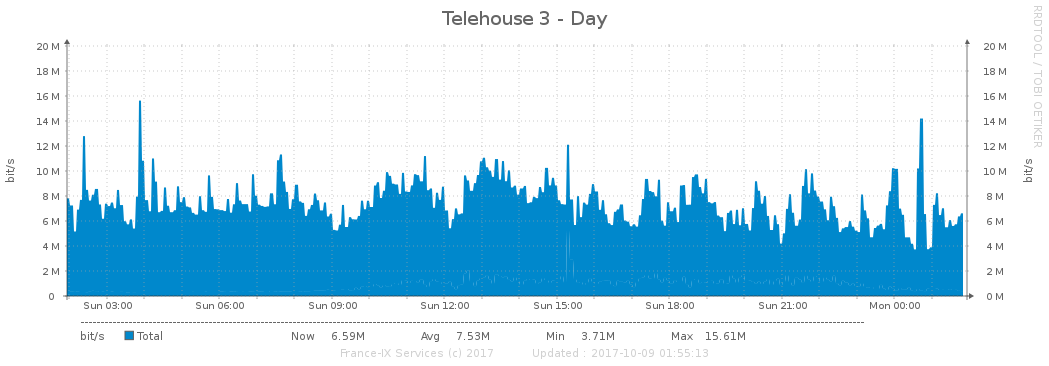 Telehouse 3 - Day
RRDTOOL / TOBI OETIKER
bit/s
bit/s
20 M 20 M
18 M 18 M
16 M 16 M
14 M 14 M
12 M 12 M
10 M 10 M
8 M 8 M
6 M 6 M
4 M 4 M
2 M 2 M
0 0 M
Sun 03:00 Sun 06:00 Sun 09:00 Sun 12:00 Sun 15:00 Sun 18:00 Sun 21:00 Mon 00:00
bit/s Total Now 6.59M Avg 7.53M Min 3.71M Max 15.61M
France-IX Services (c) 2017 Updated : 2017-10-09 01:55:13